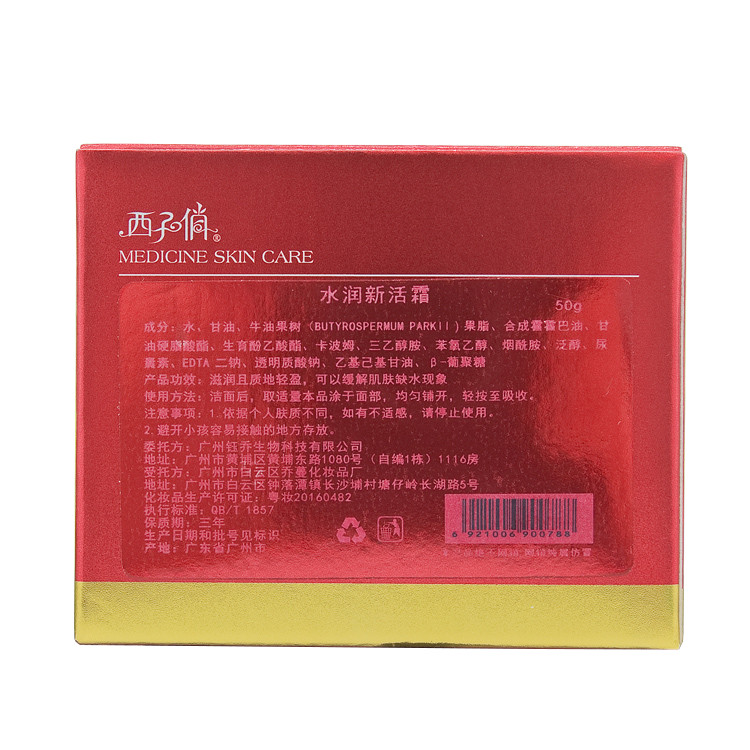 西子俏®
MEDICINE SKIN CARE
水润新活霜
50g
成分：水、甘油、牛油果树（BUTYROSPERMUM PARKII）果脂、合成霍霍巴油、甘
油硬脂酸酯、生育酚乙酸酯、卡波姆、三乙醇胺、苯氧乙醇、烟酰胺、泛醇、尿
囊素、EDTA 二钠、透明质酸钠、乙基己基甘油、β-葡聚糖
产品功效：滋润且质地轻盈，可以缓解肌肤缺水现象
使用方法：洁面后，取适量本品涂于面部，均匀铺开，轻按至吸收。
注意事项：1.依据个人肤质不同，如有不适感，请停止使用。
2.避开小孩容易接触的地方存放。
委托方：广州钰乔生物科技有限公司
地址：广州市黄埔区黄埔东路1080号（自编1栋）1116房
受托方：广州市白云区乔蔓化妆品厂
地址：广州市白云区钟落潭镇长沙埔村塘仔岭长湖路5号
化妆品生产许可证：粤妆20160482
执行标准：QB/T 1857
保质期：三年
生产日期和批号见标识
产地：广东省广州市
6 921006 900788